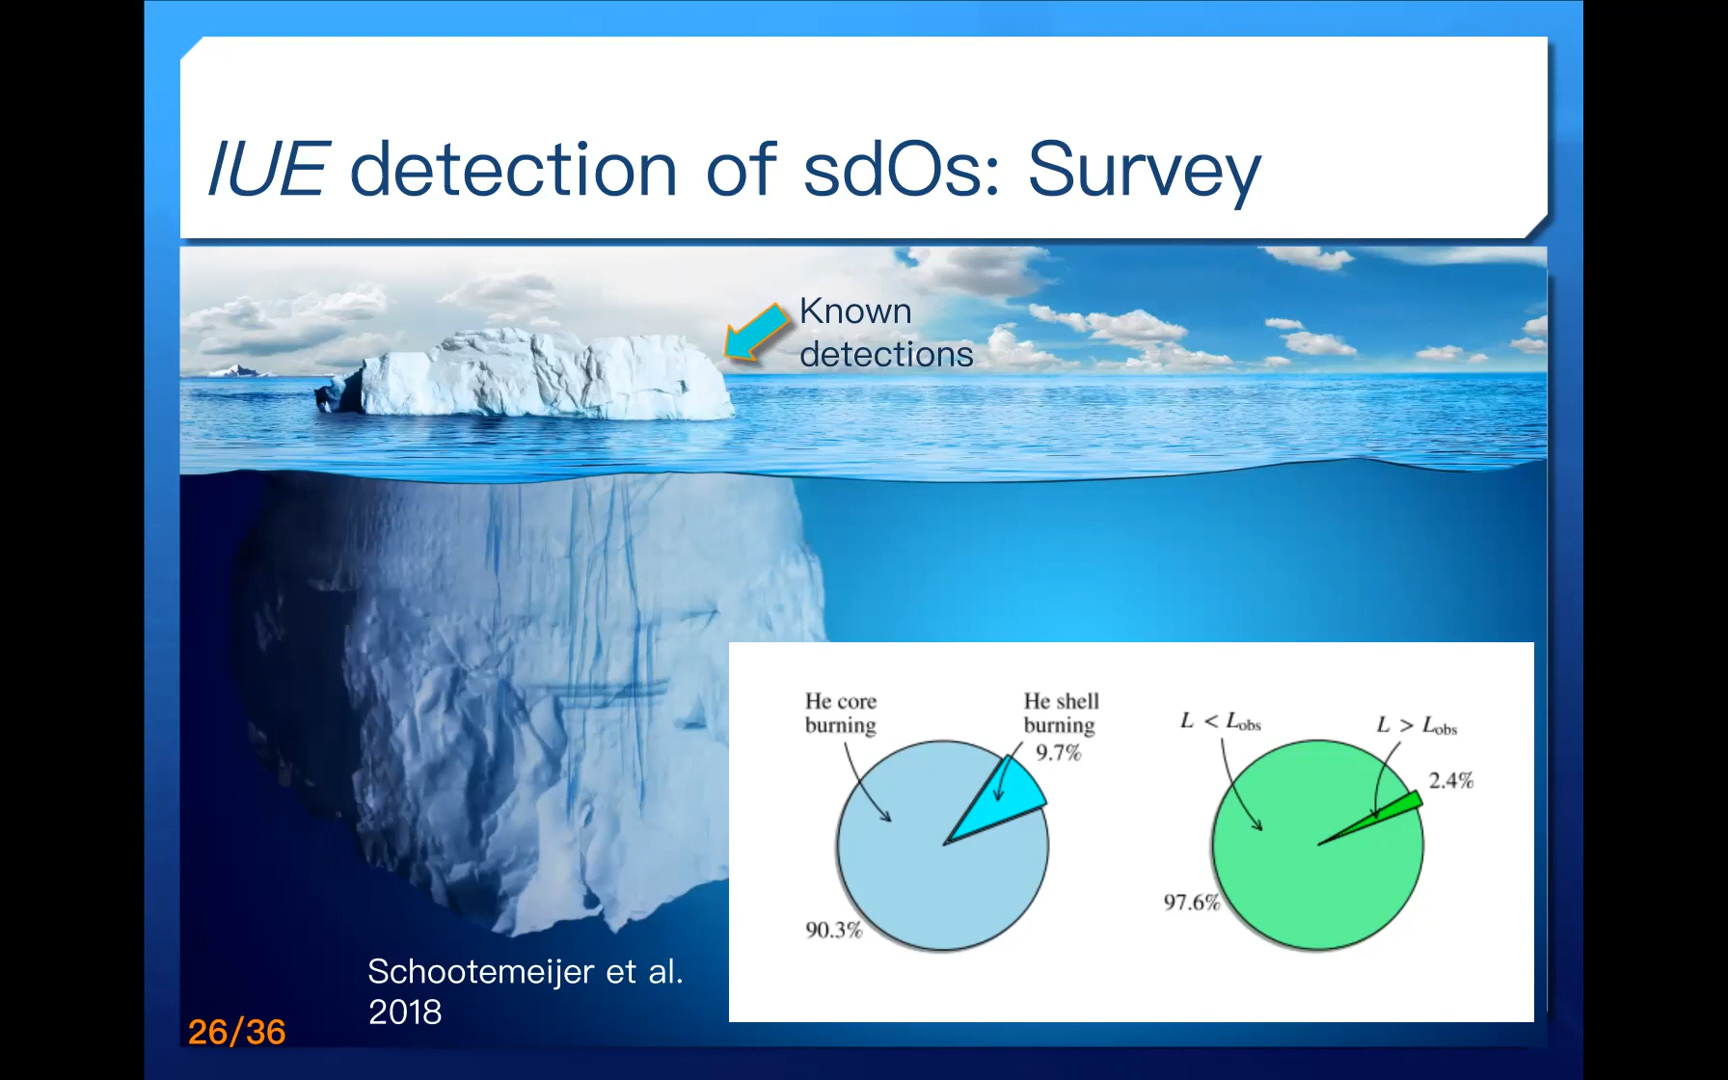 IUE detection of sdOs: Survey
Known
detections
He core
burning
He shell
burning
9.7%
90.3%
L < Lobs
L > Lobs
2.4%
97.6%
Schootemeijer et al.
2018
26/36